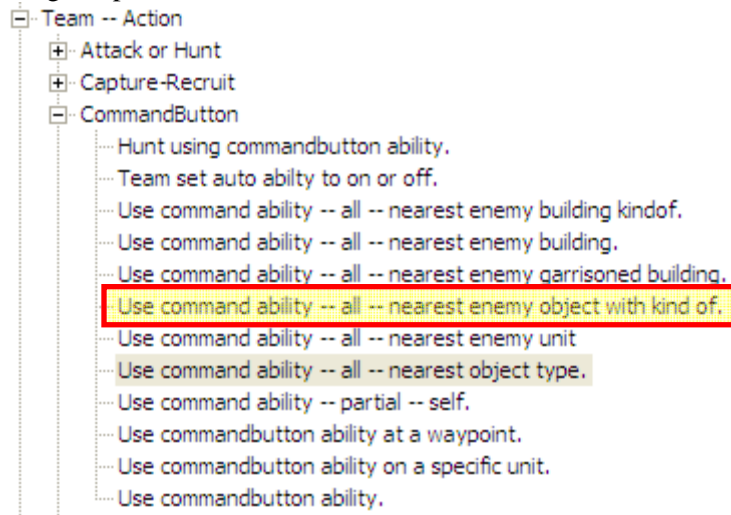 Team -- Action
Attack or Hunt
Capture-Recruit
CommandButton
Hunt using commandbutton ability.
Team set auto abilty to on or off.
Use command ability -- all -- nearest enemy building kindof.
Use command ability -- all -- nearest enemy building.
Use command ability -- all -- nearest enemy garrisoned building.
Use command ability -- all -- nearest enemy object with kind of.
Use command ability -- all -- nearest enemy unit
Use command ability -- all -- nearest object type.
Use command ability -- partial -- self.
Use commandbutton ability at a waypoint.
Use commandbutton ability on a specific unit.
Use commandbutton ability.